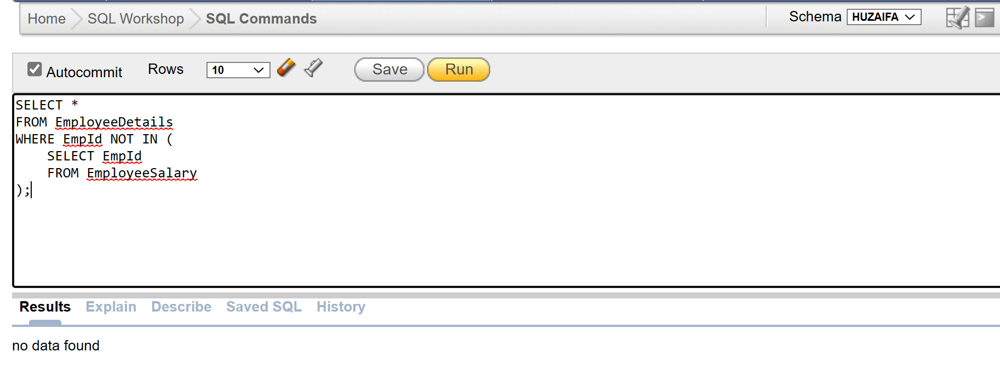 Home SQL Workshop SQL Commands Schema HUZAIFA
Autocommit Rows 10 Save Run
SELECT *
FROM EmployeeDetails
WHERE EmpId NOT IN (
    SELECT EmpId
    FROM EmployeeSalary
);
Results Explain Describe Saved SQL History
no data found